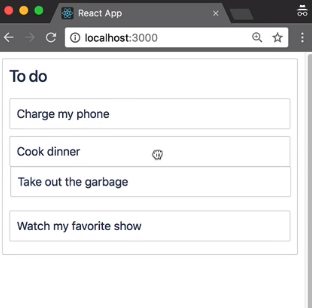 React App
localhost:3000
To do
Charge my phone
Cook dinner
Take out the garbage
Watch my favorite show